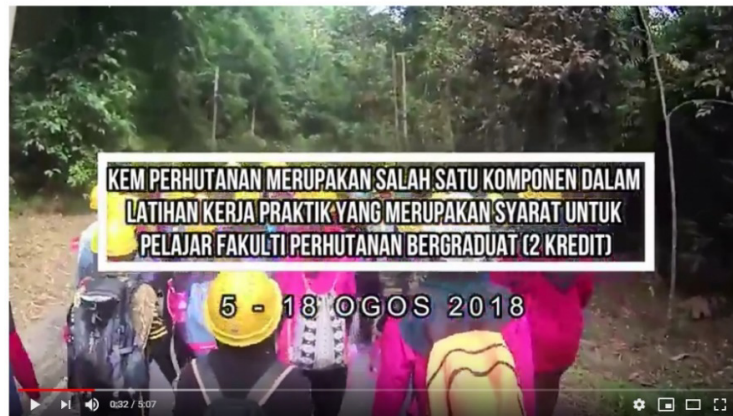 KEM PERHUTANAN MERUPAKAN SALAH SATU KOMPONEN DALAM
LATIHAN KERJA PRAKTIK YANG MERUPAKAN SYARAT UNTUK
PELAJAR FAKULTI PERHUTANAN BERGRADUAT (2 KREDIT)
5 - 18 OGOS 2018
0:32 / 5:07